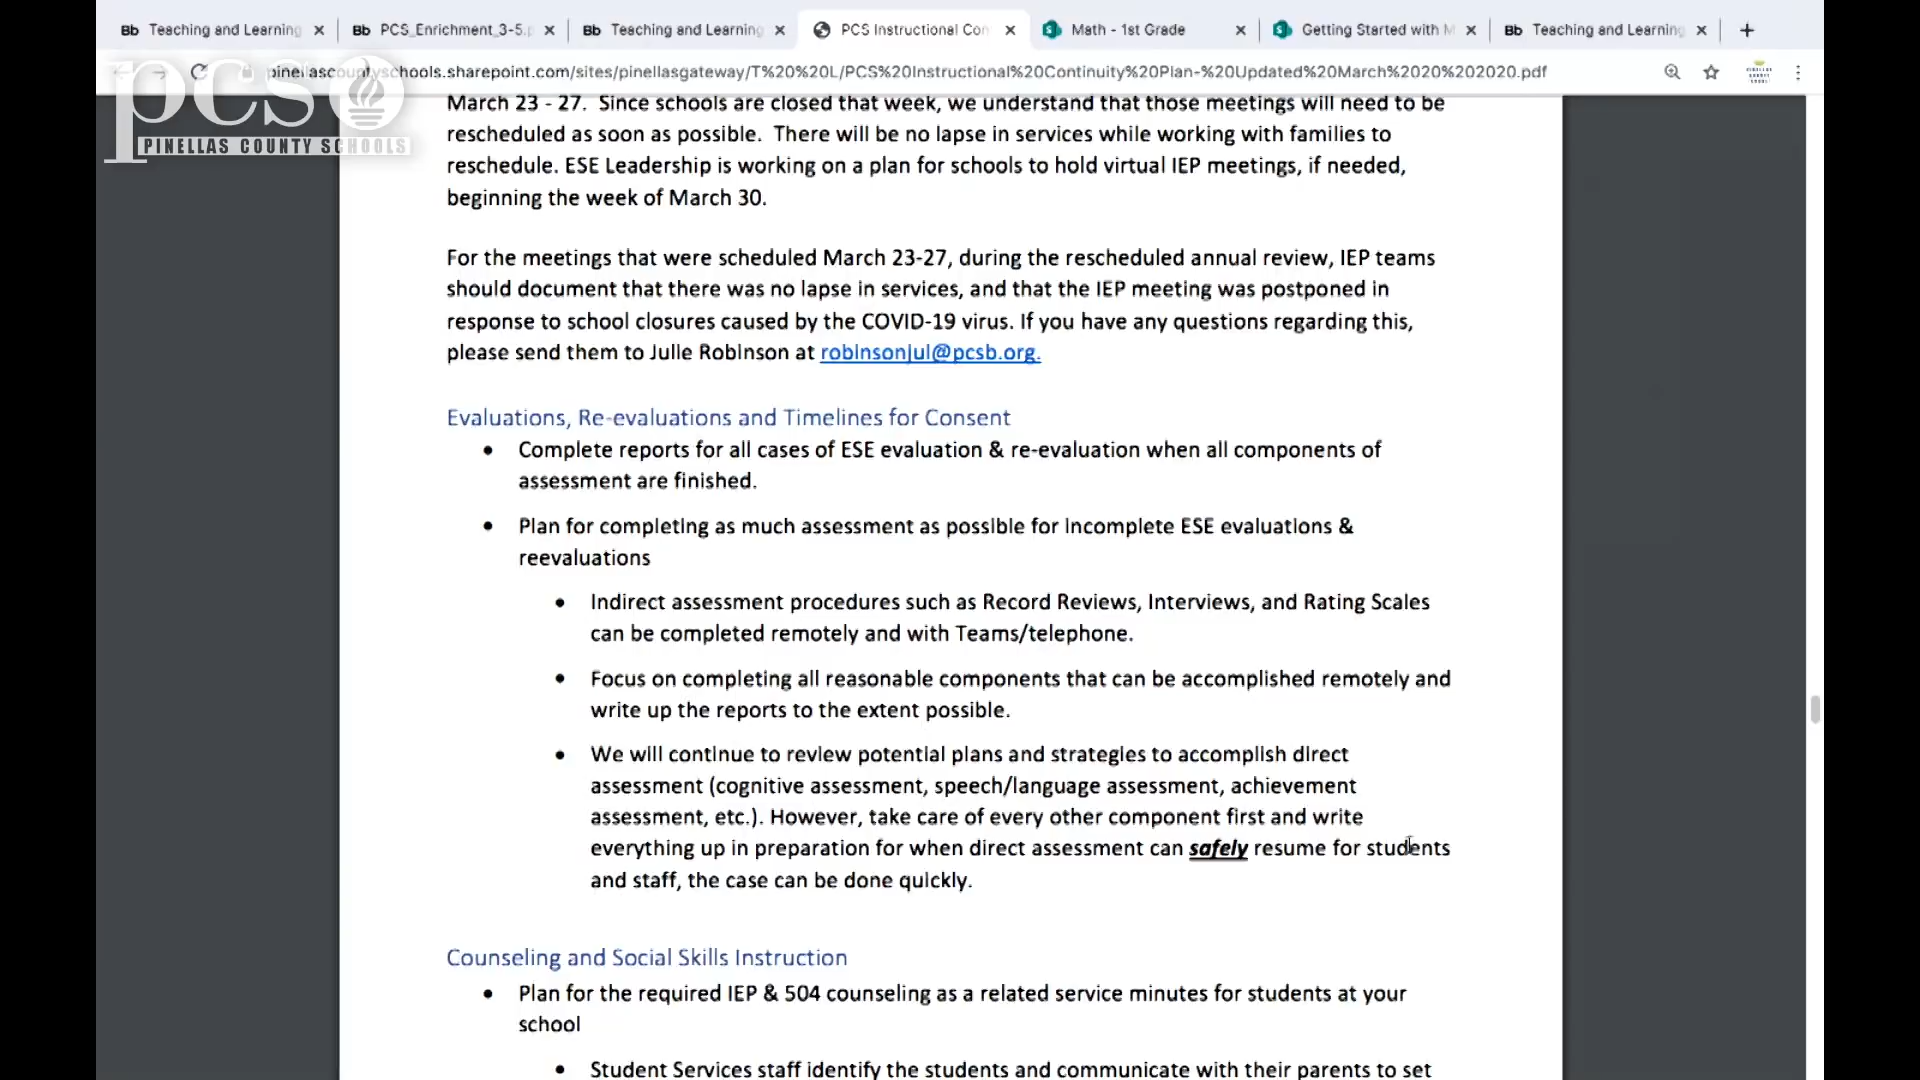 Bb Teaching and Learning
Bb PCS_Enrichment_3-5.p
Bb Teaching and Learning
PCS Instructional Con
Math - 1st Grade
Getting Started with M
Bb Teaching and Learning
pinellascountyschools.sharepoint.com/sites/pinellasgateway/T%20%20L/PCS%20Instructional%20Continuity%20Plan-%20Updated%20March%2020%202020.pdf
pcs
PINELLAS COUNTY SCHOOLS
March 23 - 27. Since schools are closed that week, we understand that those meetings will need to be
rescheduled as soon as possible. There will be no lapse in services while working with families to
reschedule. ESE Leadership is working on a plan for schools to hold virtual IEP meetings, if needed,
beginning the week of March 30.
For the meetings that were scheduled March 23-27, during the rescheduled annual review, IEP teams
should document that there was no lapse in services, and that the IEP meeting was postponed in
response to school closures caused by the COVID-19 virus. If you have any questions regarding this,
please send them to Julie Robinson at robinsonjul@pcsb.org.
Evaluations, Re-evaluations and Timelines for Consent
• Complete reports for all cases of ESE evaluation & re-evaluation when all components of
assessment are finished.
• Plan for completing as much assessment as possible for incomplete ESE evaluations &
reevaluations
• Indirect assessment procedures such as Record Reviews, Interviews, and Rating Scales
can be completed remotely and with Teams/telephone.
• Focus on completing all reasonable components that can be accomplished remotely and
write up the reports to the extent possible.
• We will continue to review potential plans and strategies to accomplish direct
assessment (cognitive assessment, speech/language assessment, achievement
assessment, etc.). However, take care of every other component first and write
everything up in preparation for when direct assessment can safely resume for students
and staff, the case can be done quickly.
Counseling and Social Skills Instruction
• Plan for the required IEP & 504 counseling as a related service minutes for students at your
school
• Student Services staff identify the students and communicate with their parents to set